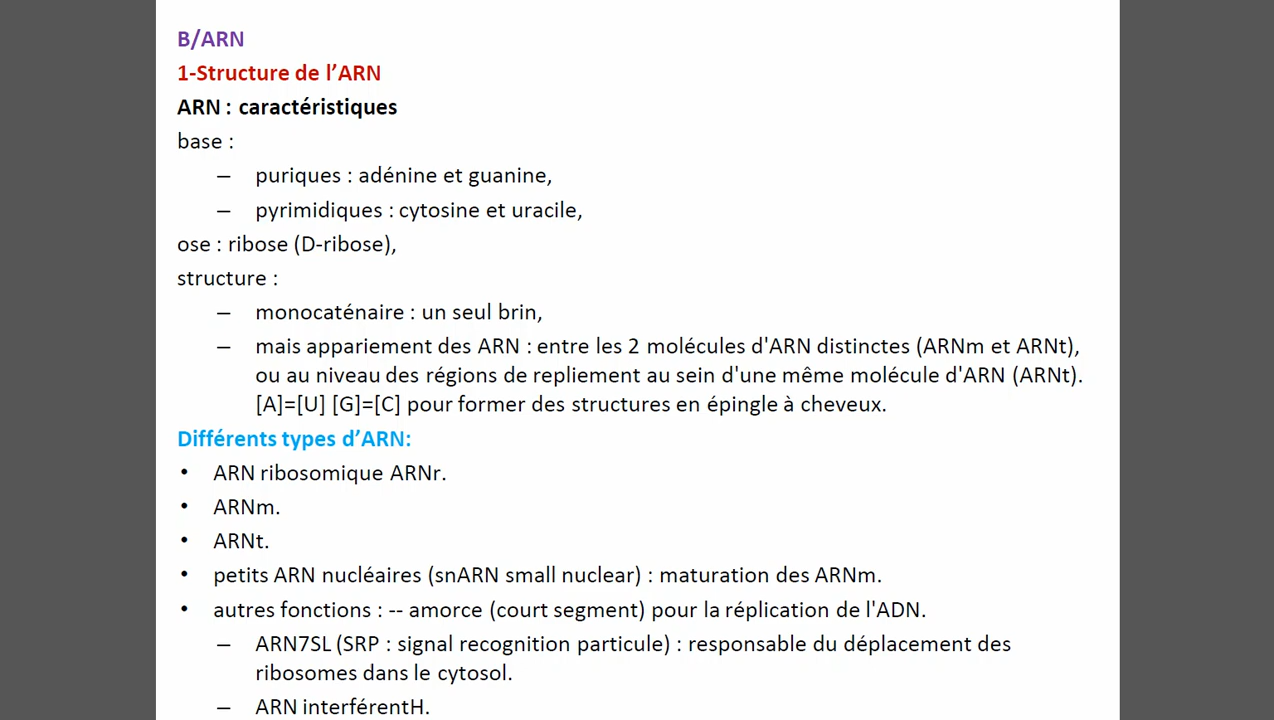 B/ARN
1-Structure de l’ARN
ARN : caractéristiques
base :
– puriques : adénine et guanine,
– pyrimidiques : cytosine et uracile,
ose : ribose (D-ribose),
structure :
– monocaténaire : un seul brin,
– mais appariement des ARN : entre les 2 molécules d'ARN distinctes (ARNm et ARNt),
ou au niveau des régions de repliement au sein d'une même molécule d'ARN (ARNt).
[A]=[U] [G]=[C] pour former des structures en épingle à cheveux.
Différents types d’ARN:
• ARN ribosomique ARNr.
• ARNm.
• ARNt.
• petits ARN nucléaires (snARN small nuclear) : maturation des ARNm.
• autres fonctions : -- amorce (court segment) pour la réplication de l'ADN.
– ARN7SL (SRP : signal recognition particule) : responsable du déplacement des
ribosomes dans le cytosol.
– ARN interférentH.